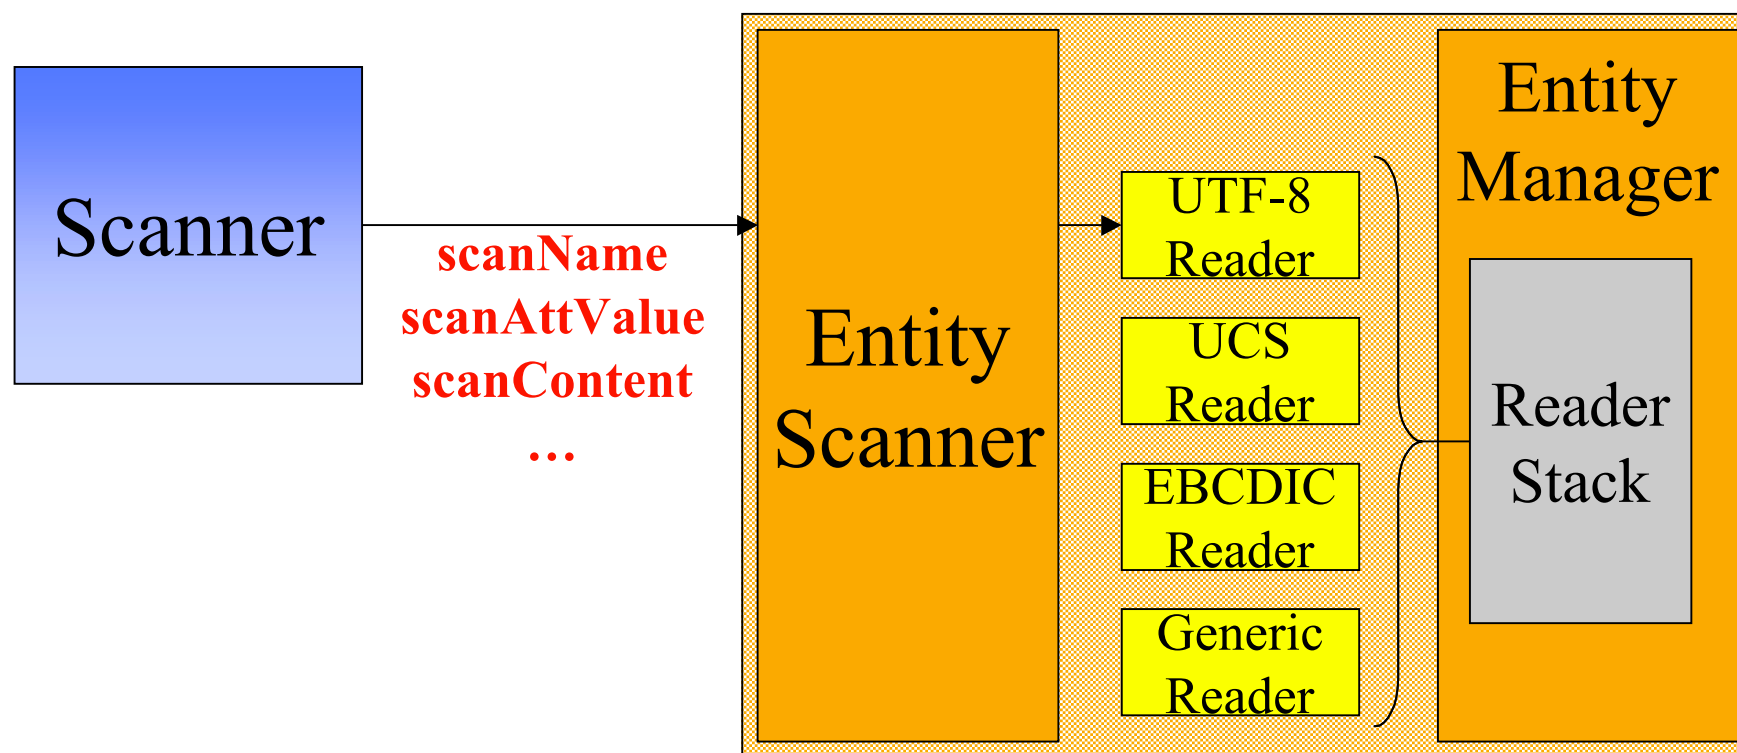 Scanner
scanName
scanAttValue
scanContent
…
Entity
Scanner
UTF-8
Reader
UCS
Reader
EBCDIC
Reader
Generic
Reader
Entity
Manager
Reader
Stack